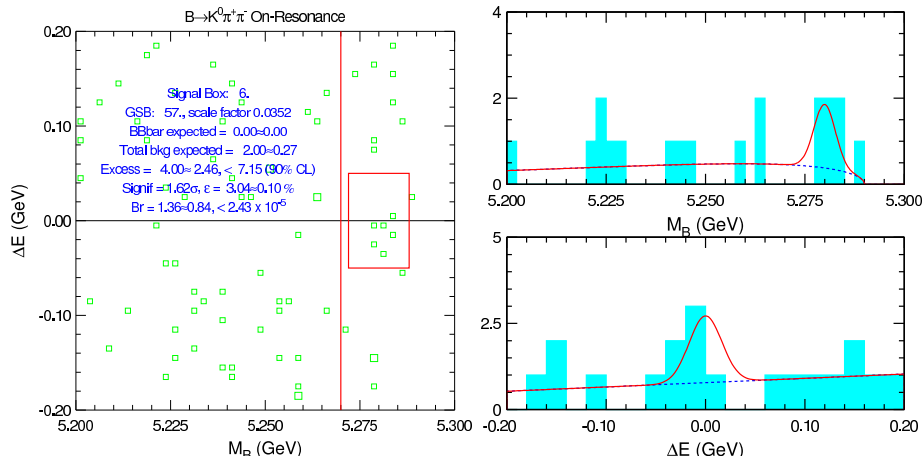 B→K⁰π⁺π⁻ On-Resonance
0.20
0.10
0.00
-0.10
-0.20
ΔE (GeV)
Signal Box: 6.
GSB: 57., scale factor 0.0352
BBbar expected = 0.00≈0.00
Total bkg expected = 2.00≈0.27
Excess = 4.00≈2.46, < 7.15 (90% CL)
Signif = 1.62σ, ε = 3.04≈0.10 %
Br = 1.36≈0.84, < 2.43 x 10⁻⁵
5.200 5.225 5.250 5.275 5.300
M_B (GeV)
4
2
0
5.200 5.225 5.250 5.275 5.300
M_B (GeV)
5
2.5
0
-0.20 -0.10 0.00 0.10 0.20
ΔE (GeV)